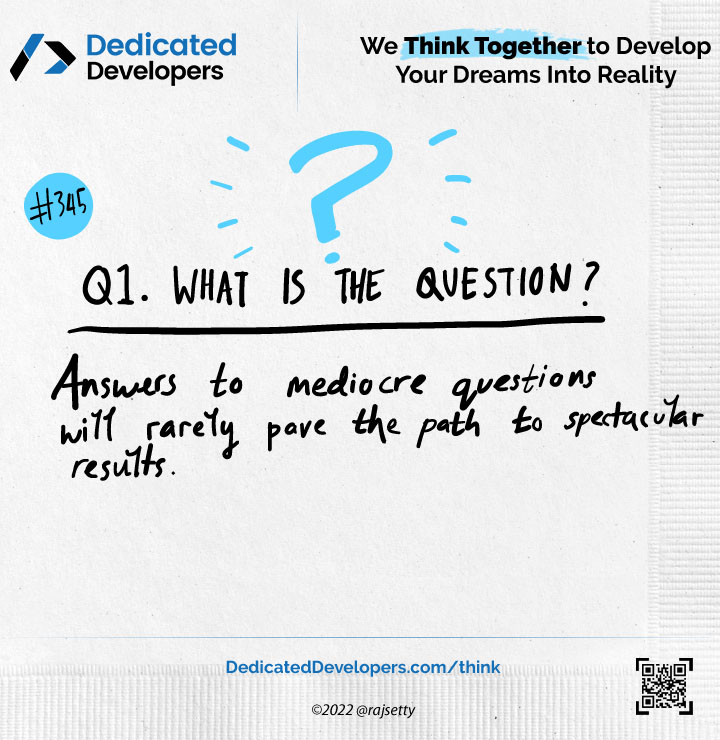 Dedicated
Developers
We Think Together to Develop
Your Dreams Into Reality
#345
?
Q1. WHAT IS THE QUESTION?
Answers to mediocre questions
will rarely pave the path to spectacular
results.
DedicatedDevelopers.com/think
©2022 @rajsetty